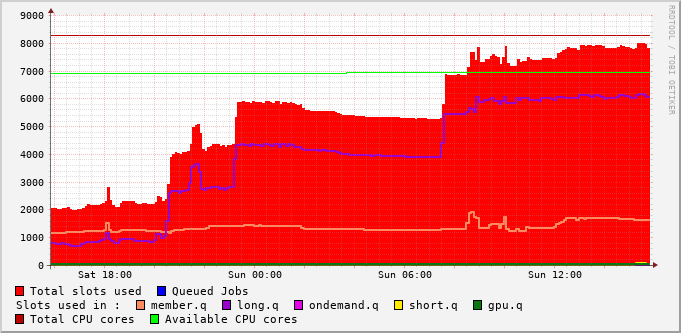 9000
8000
7000
6000
5000
4000
3000
2000
1000
0
Sat 18:00 Sun 00:00 Sun 06:00 Sun 12:00
Total slots used Queued Jobs
Slots used in : member.q long.q ondemand.q short.q gpu.q
Total CPU cores Available CPU cores
RRDTOOL / TOBI OETIKER